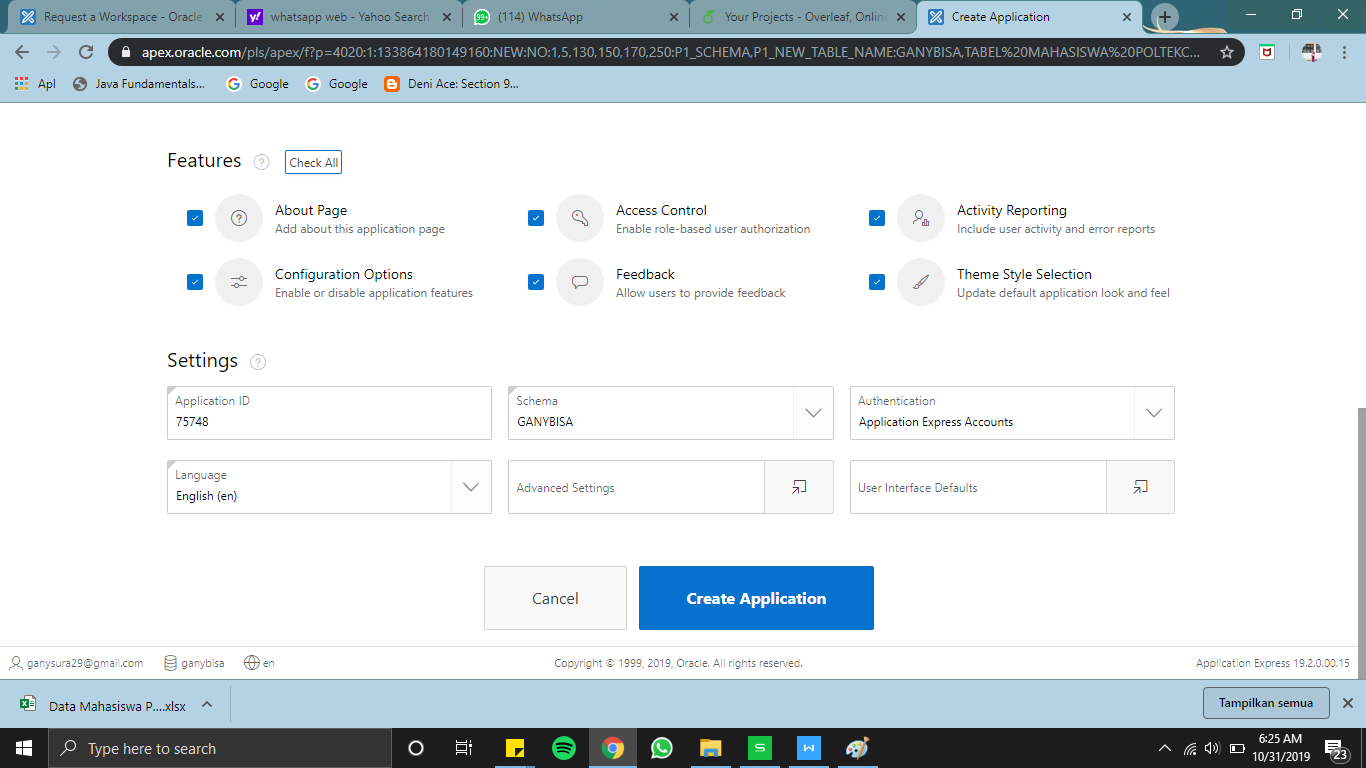 Request a Workspace - Oracle
whatsapp web - Yahoo Search
99+
(114) WhatsApp
Your Projects - Overleaf, Online
Create Application
apex.oracle.com/pls/apex/f?p=4020:1:133864180149160:NEW:NO:1,5,130,150,170,250:P1_SCHEMA,P1_NEW_TABLE_NAME:GANYBISA,TABEL%20MAHASISWA%20POLTEKC...
Apl
Java Fundamentals...
Google
Google
Deni Ace: Section 9...
Features
Check All
About Page
Add about this application page
Access Control
Enable role-based user authorization
Activity Reporting
Include user activity and error reports
Configuration Options
Enable or disable application features
Feedback
Allow users to provide feedback
Theme Style Selection
Update default application look and feel
Settings
Application ID
75748
Schema
GANYBISA
Authentication
Application Express Accounts
Language
English (en)
Advanced Settings
User Interface Defaults
Cancel
Create Application
ganysura29@gmail.com
ganybisa
en
Copyright © 1999, 2019, Oracle. All rights reserved.
Application Express 19.2.0.00.15
Data Mahasiswa P....xlsx
Tampilkan semua
Type here to search
S
W
6:25 AM
10/31/2019
23